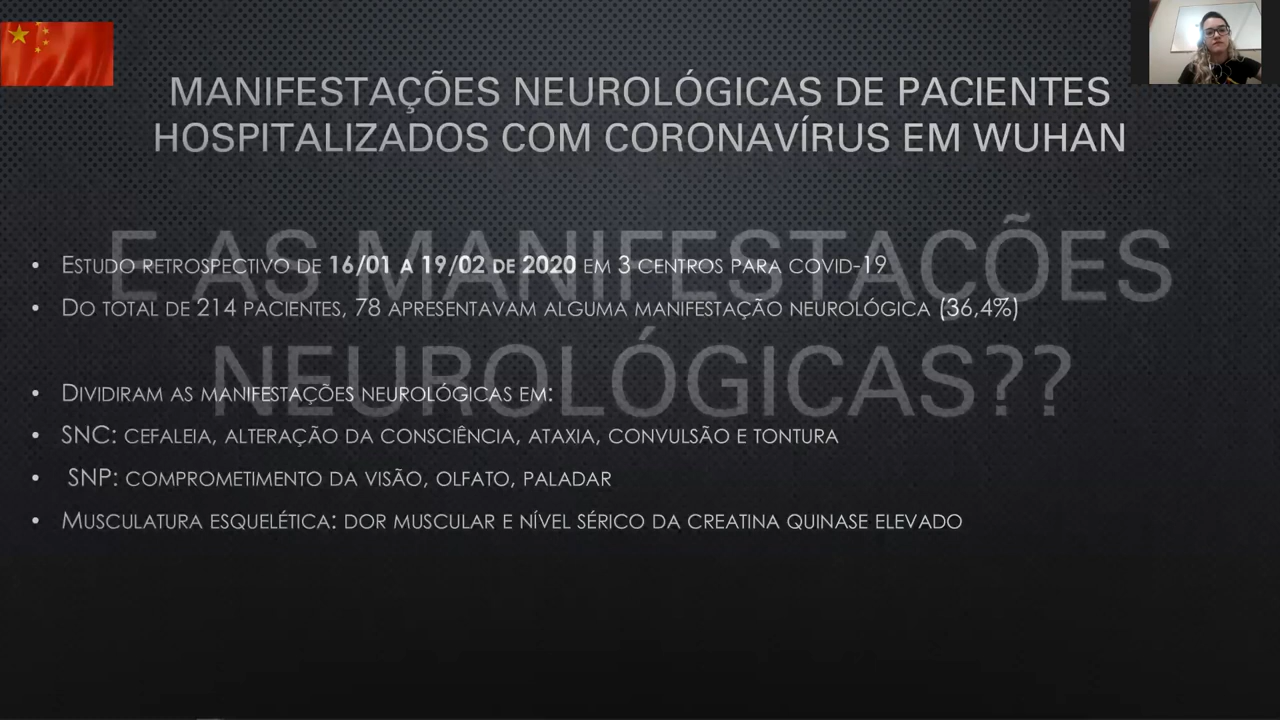 MANIFESTAÇÕES NEUROLÓGICAS DE PACIENTES
HOSPITALIZADOS COM CORONAVÍRUS EM WUHAN
E AS MANIFESTAÇÕES
NEUROLÓGICAS??
• ESTUDO RETROSPECTIVO DE 16/01 A 19/02 DE 2020 EM 3 CENTROS PARA COVID-19
• DO TOTAL DE 214 PACIENTES, 78 APRESENTAVAM ALGUMA MANIFESTAÇÃO NEUROLÓGICA (36,4%)
• DIVIDIRAM AS MANIFESTAÇÕES NEUROLÓGICAS EM:
• SNC: CEFALEIA, ALTERAÇÃO DA CONSCIÊNCIA, ATAXIA, CONVULSÃO E TONTURA
• SNP: COMPROMETIMENTO DA VISÃO, OLFATO, PALADAR
• MUSCULATURA ESQUELÉTICA: DOR MUSCULAR E NÍVEL SÉRICO DA CREATINA QUINASE ELEVADO